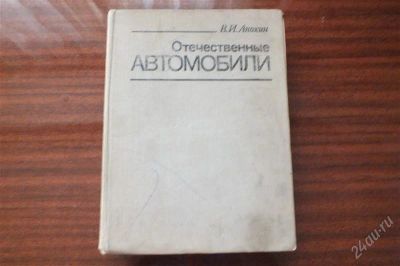 В.И. Анохин
Отечественные
АВТОМОБИЛИ
24au.ru